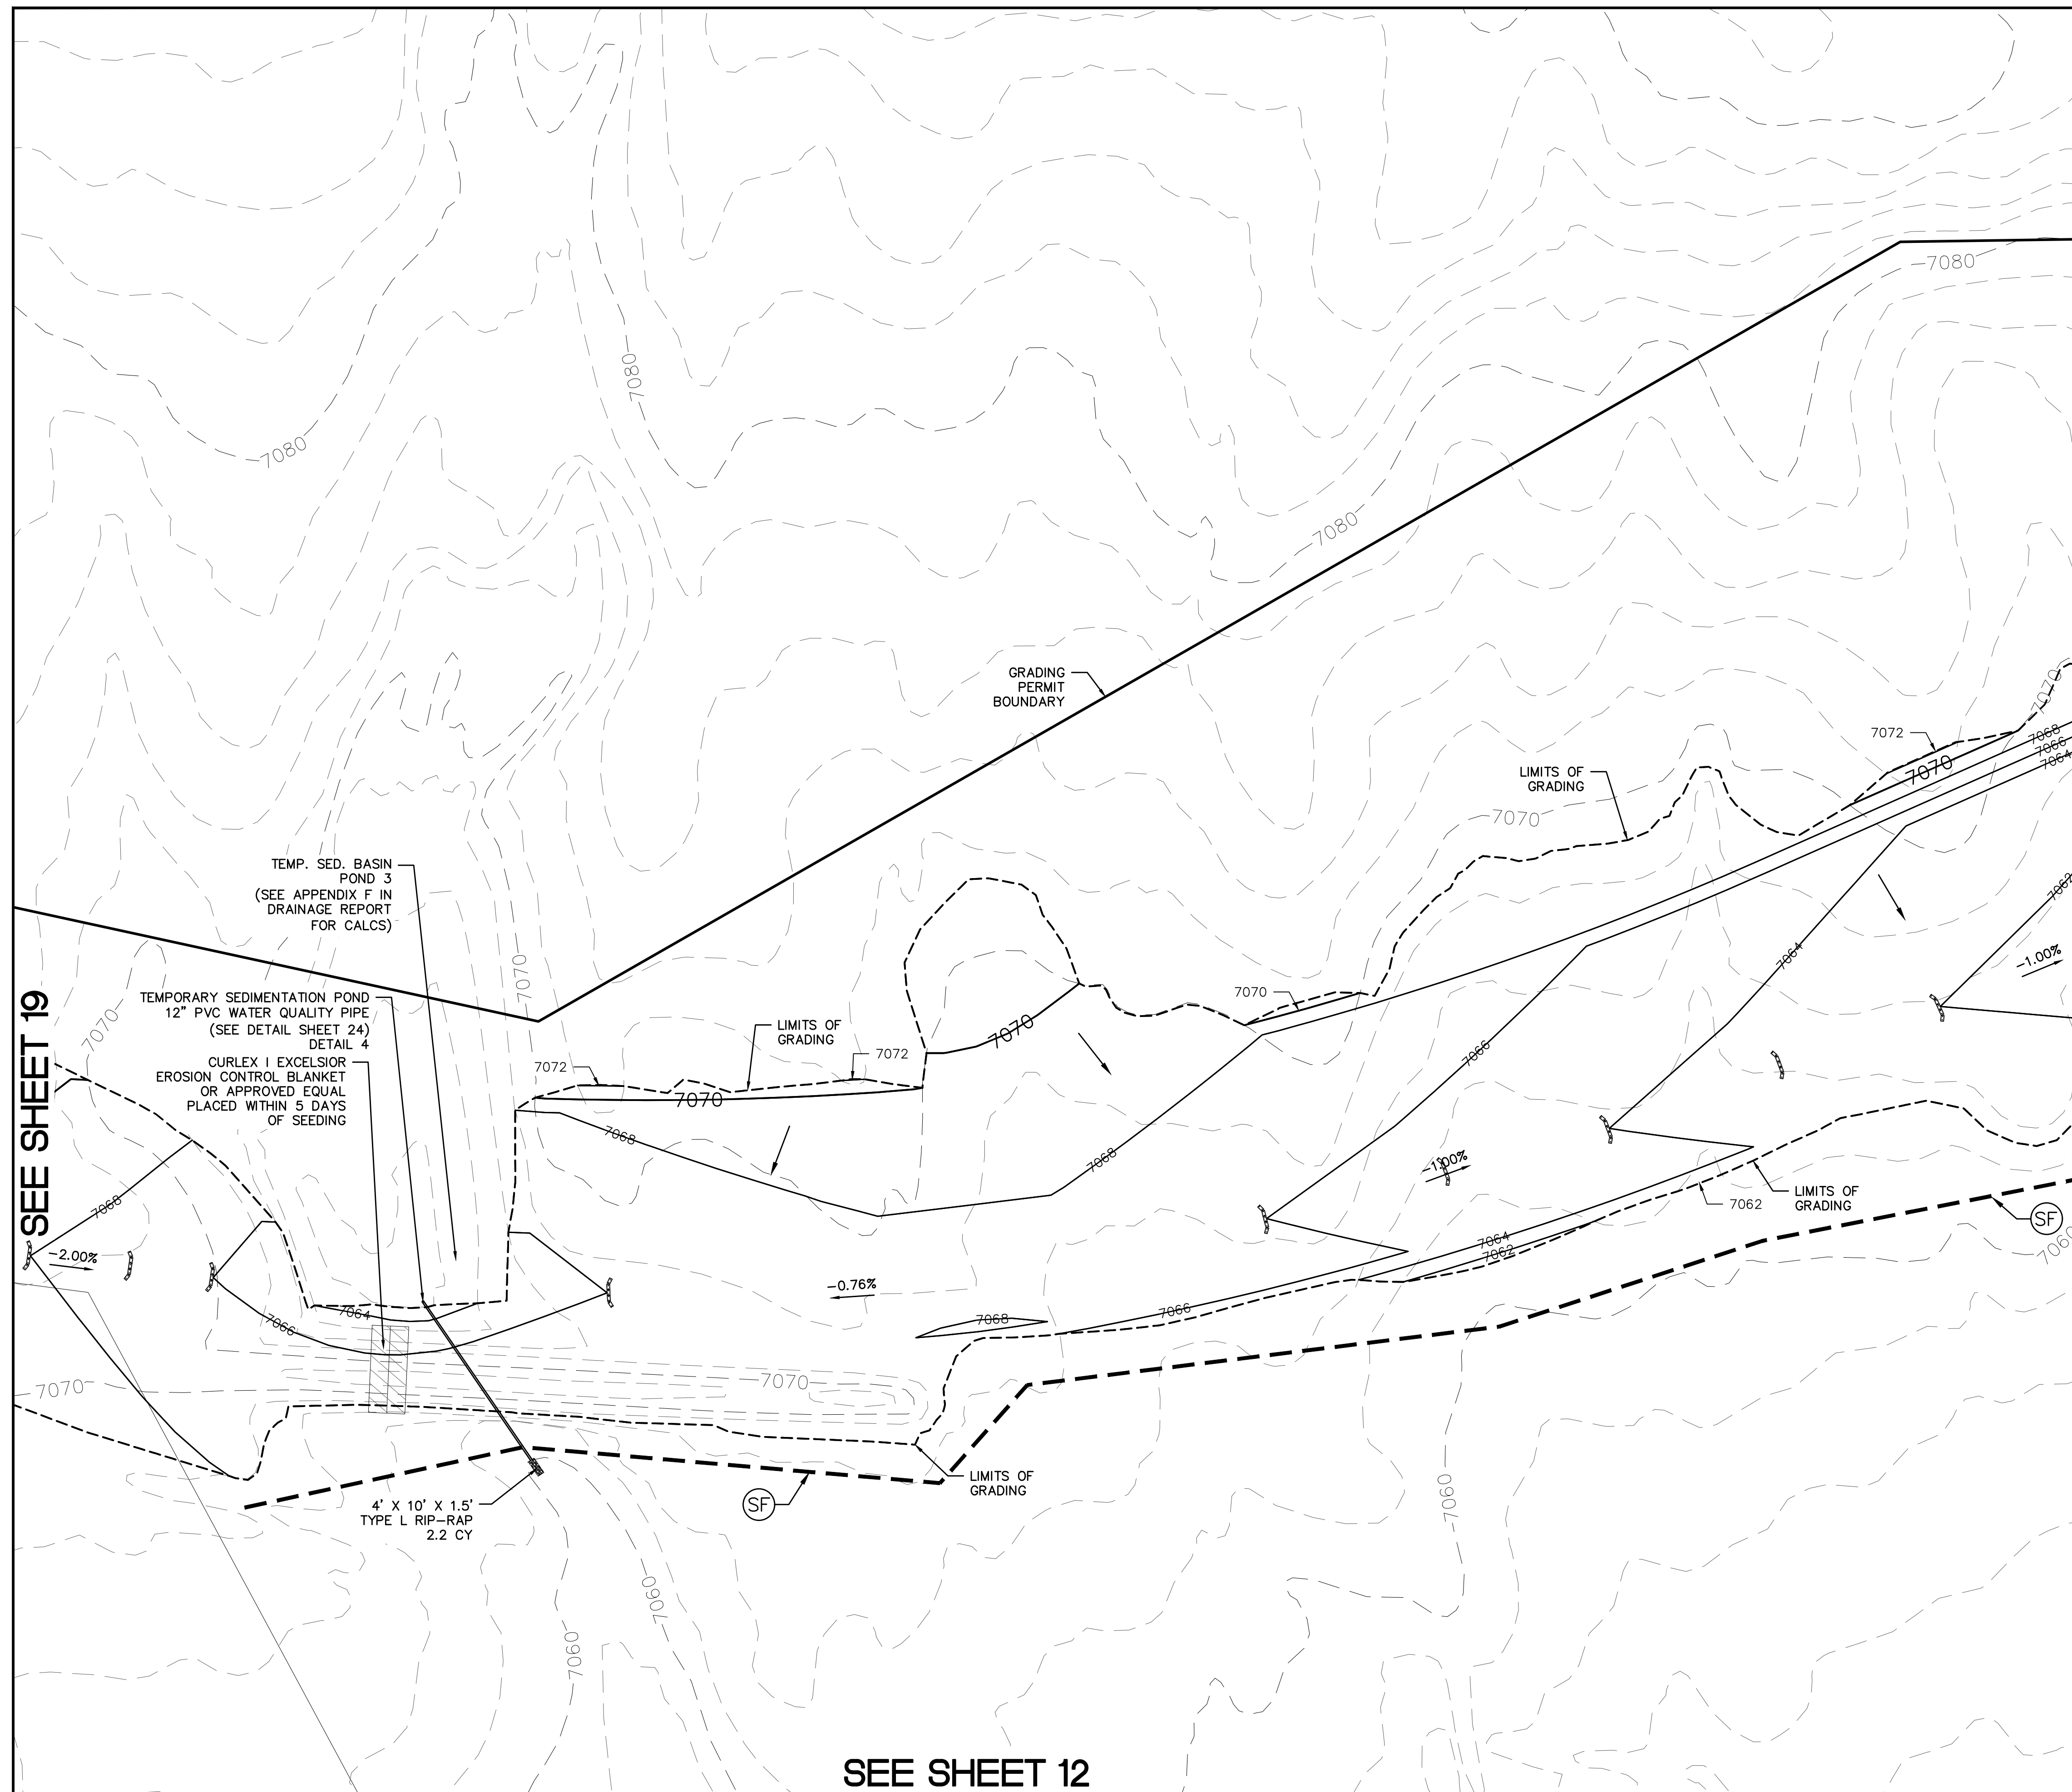 7080
7080
7080
7080
GRADING
PERMIT
BOUNDARY
7070
7072
7068
7066
7064
7070
LIMITS OF
GRADING
7070
TEMP. SED. BASIN
POND 3
(SEE APPENDIX F IN
DRAINAGE REPORT
FOR CALCS)
7062
7064
-1.00%
7070
7070
SEE SHEET 19
TEMPORARY SEDIMENTATION POND
12" PVC WATER QUALITY PIPE
(SEE DETAIL SHEET 24)
DETAIL 4
7070
LIMITS OF
GRADING
7070
7066
CURLEX I EXCELSIOR
EROSION CONTROL BLANKET
OR APPROVED EQUAL
PLACED WITHIN 5 DAYS
OF SEEDING
7072
7072
7070
7068
7068
-1.00%
7068
LIMITS OF
GRADING
7062
SF
7060
-2.00%
7064
7062
-0.76%
7066
7064
7068
7066
7070
7070
LIMITS OF
GRADING
SF
4' X 10' X 1.5'
TYPE L RIP-RAP
2.2 CY
7060
7060
7060
SEE SHEET 12